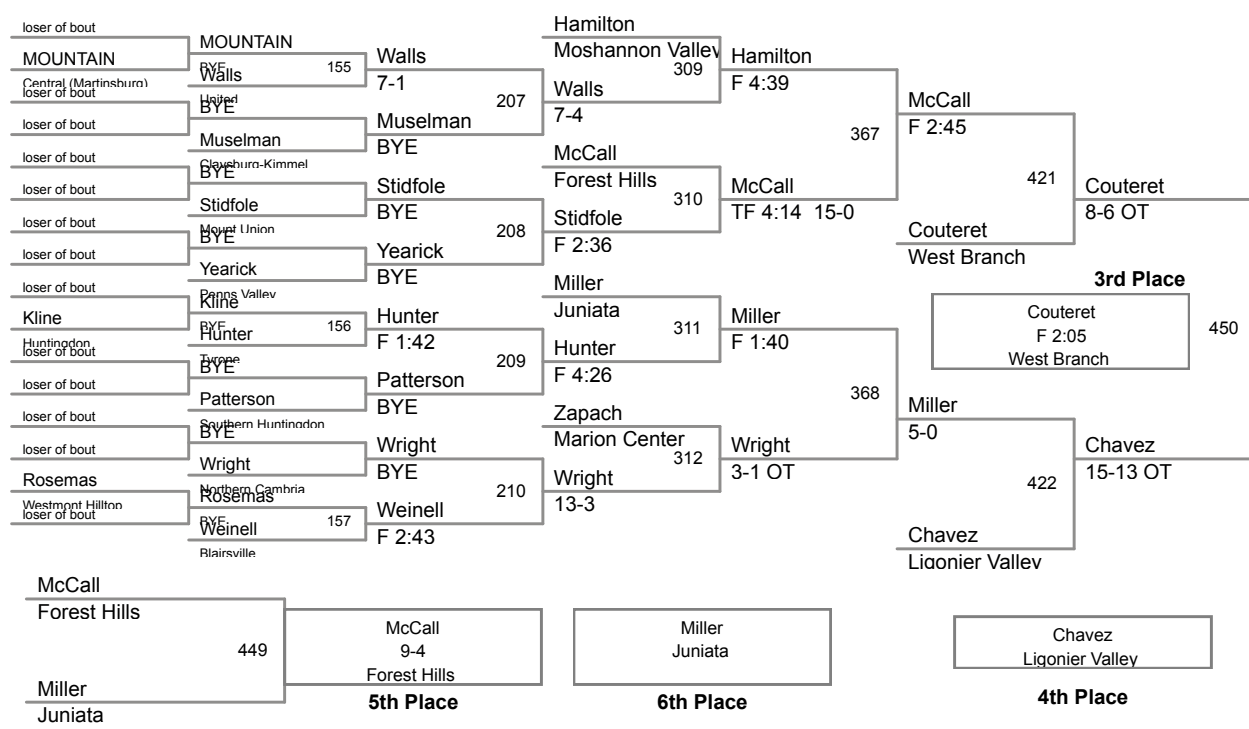 loser of bout
MOUNTAIN
Central (Martinsburg)
loser of bout
loser of bout
loser of bout
loser of bout
loser of bout
loser of bout
loser of bout
Kline
Huntingdon
loser of bout
loser of bout
loser of bout
loser of bout
Rosemas
Westmont Hilltop
loser of bout
MOUNTAIN
BYE
155
Walls
United
BYE
Muselman
Claysburg-Kimmel
BYE
Stidfole
Mount Union
BYE
Yearick
Penns Valley
Kline
BYE
156
Hunter
Tyrone
BYE
Patterson
Southern Huntingdon
BYE
Wright
Northern Cambria
Rosemas
BYE
157
Weinell
Blairsville
Walls
7-1
207
Muselman
BYE
Stidfole
BYE
208
Yearick
BYE
Hunter
F 1:42
209
Patterson
BYE
Wright
BYE
210
Weinell
F 2:43
Hamilton
Moshannon Valley
309
Walls
7-4
McCall
Forest Hills
310
Stidfole
F 2:36
Miller
Juniata
311
Hunter
F 4:26
Zapach
Marion Center
312
Wright
13-3
Hamilton
F 4:39
367
McCall
TF 4:14 15-0
Miller
F 1:40
368
Wright
3-1 OT
McCall
F 2:45
421
Couteret
West Branch
Miller
5-0
422
Chavez
Ligonier Valley
Couteret
8-6 OT
3rd Place
Couteret
F 2:05
West Branch
450
Chavez
15-13 OT
McCall
Forest Hills
449
Miller
Juniata
McCall
9-4
Forest Hills
5th Place
Miller
Juniata
6th Place
Chavez
Ligonier Valley
4th Place